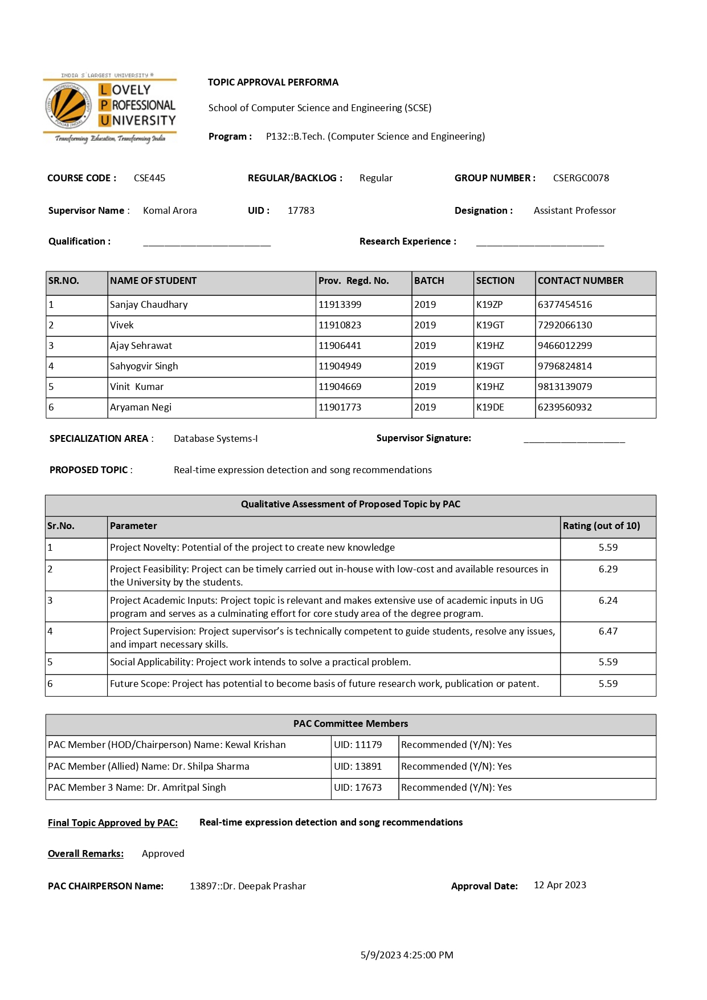 INDIA S'LARGEST UNIVERSITY *
LOVELY
PROFESSIONAL
UNIVERSITY
Transforming Education, Transforming India
TOPIC APPROVAL PERFORMA
School of Computer Science and Engineering (SCSE)
Program : P132::B.Tech. (Computer Science and Engineering)
COURSE CODE : CSE445 REGULAR/BACKLOG : Regular GROUP NUMBER : CSERGC0078
Supervisor Name : Komal Arora UID : 17783 Designation : Assistant Professor
Qualification : ________________________ Research Experience : ________________________
SR.NO. NAME OF STUDENT Prov. Regd. No. BATCH SECTION CONTACT NUMBER
1 Sanjay Chaudhary 11913399 2019 K19ZP 6377454516
2 Vivek 11910823 2019 K19GT 7292066130
3 Ajay Sehrawat 11906441 2019 K19HZ 9466012299
4 Sahyogvir Singh 11904949 2019 K19GT 9796824814
5 Vinit Kumar 11904669 2019 K19HZ 9813139079
6 Aryaman Negi 11901773 2019 K19DE 6239560932
SPECIALIZATION AREA : Database Systems-I Supervisor Signature: ___________________
PROPOSED TOPIC : Real-time expression detection and song recommendations
Qualitative Assessment of Proposed Topic by PAC
Sr.No. Parameter Rating (out of 10)
1 Project Novelty: Potential of the project to create new knowledge 5.59
2 Project Feasibility: Project can be timely carried out in-house with low-cost and available resources in 6.29
the University by the students.
3 Project Academic Inputs: Project topic is relevant and makes extensive use of academic inputs in UG 6.24
program and serves as a culminating effort for core study area of the degree program.
4 Project Supervision: Project supervisor’s is technically competent to guide students, resolve any issues, 6.47
and impart necessary skills.
5 Social Applicability: Project work intends to solve a practical problem. 5.59
6 Future Scope: Project has potential to become basis of future research work, publication or patent. 5.59
PAC Committee Members
PAC Member (HOD/Chairperson) Name: Kewal Krishan UID: 11179 Recommended (Y/N): Yes
PAC Member (Allied) Name: Dr. Shilpa Sharma UID: 13891 Recommended (Y/N): Yes
PAC Member 3 Name: Dr. Amritpal Singh UID: 17673 Recommended (Y/N): Yes
Final Topic Approved by PAC: Real-time expression detection and song recommendations
Overall Remarks: Approved
PAC CHAIRPERSON Name: 13897::Dr. Deepak Prashar Approval Date: 12 Apr 2023
5/9/2023 4:25:00 PM